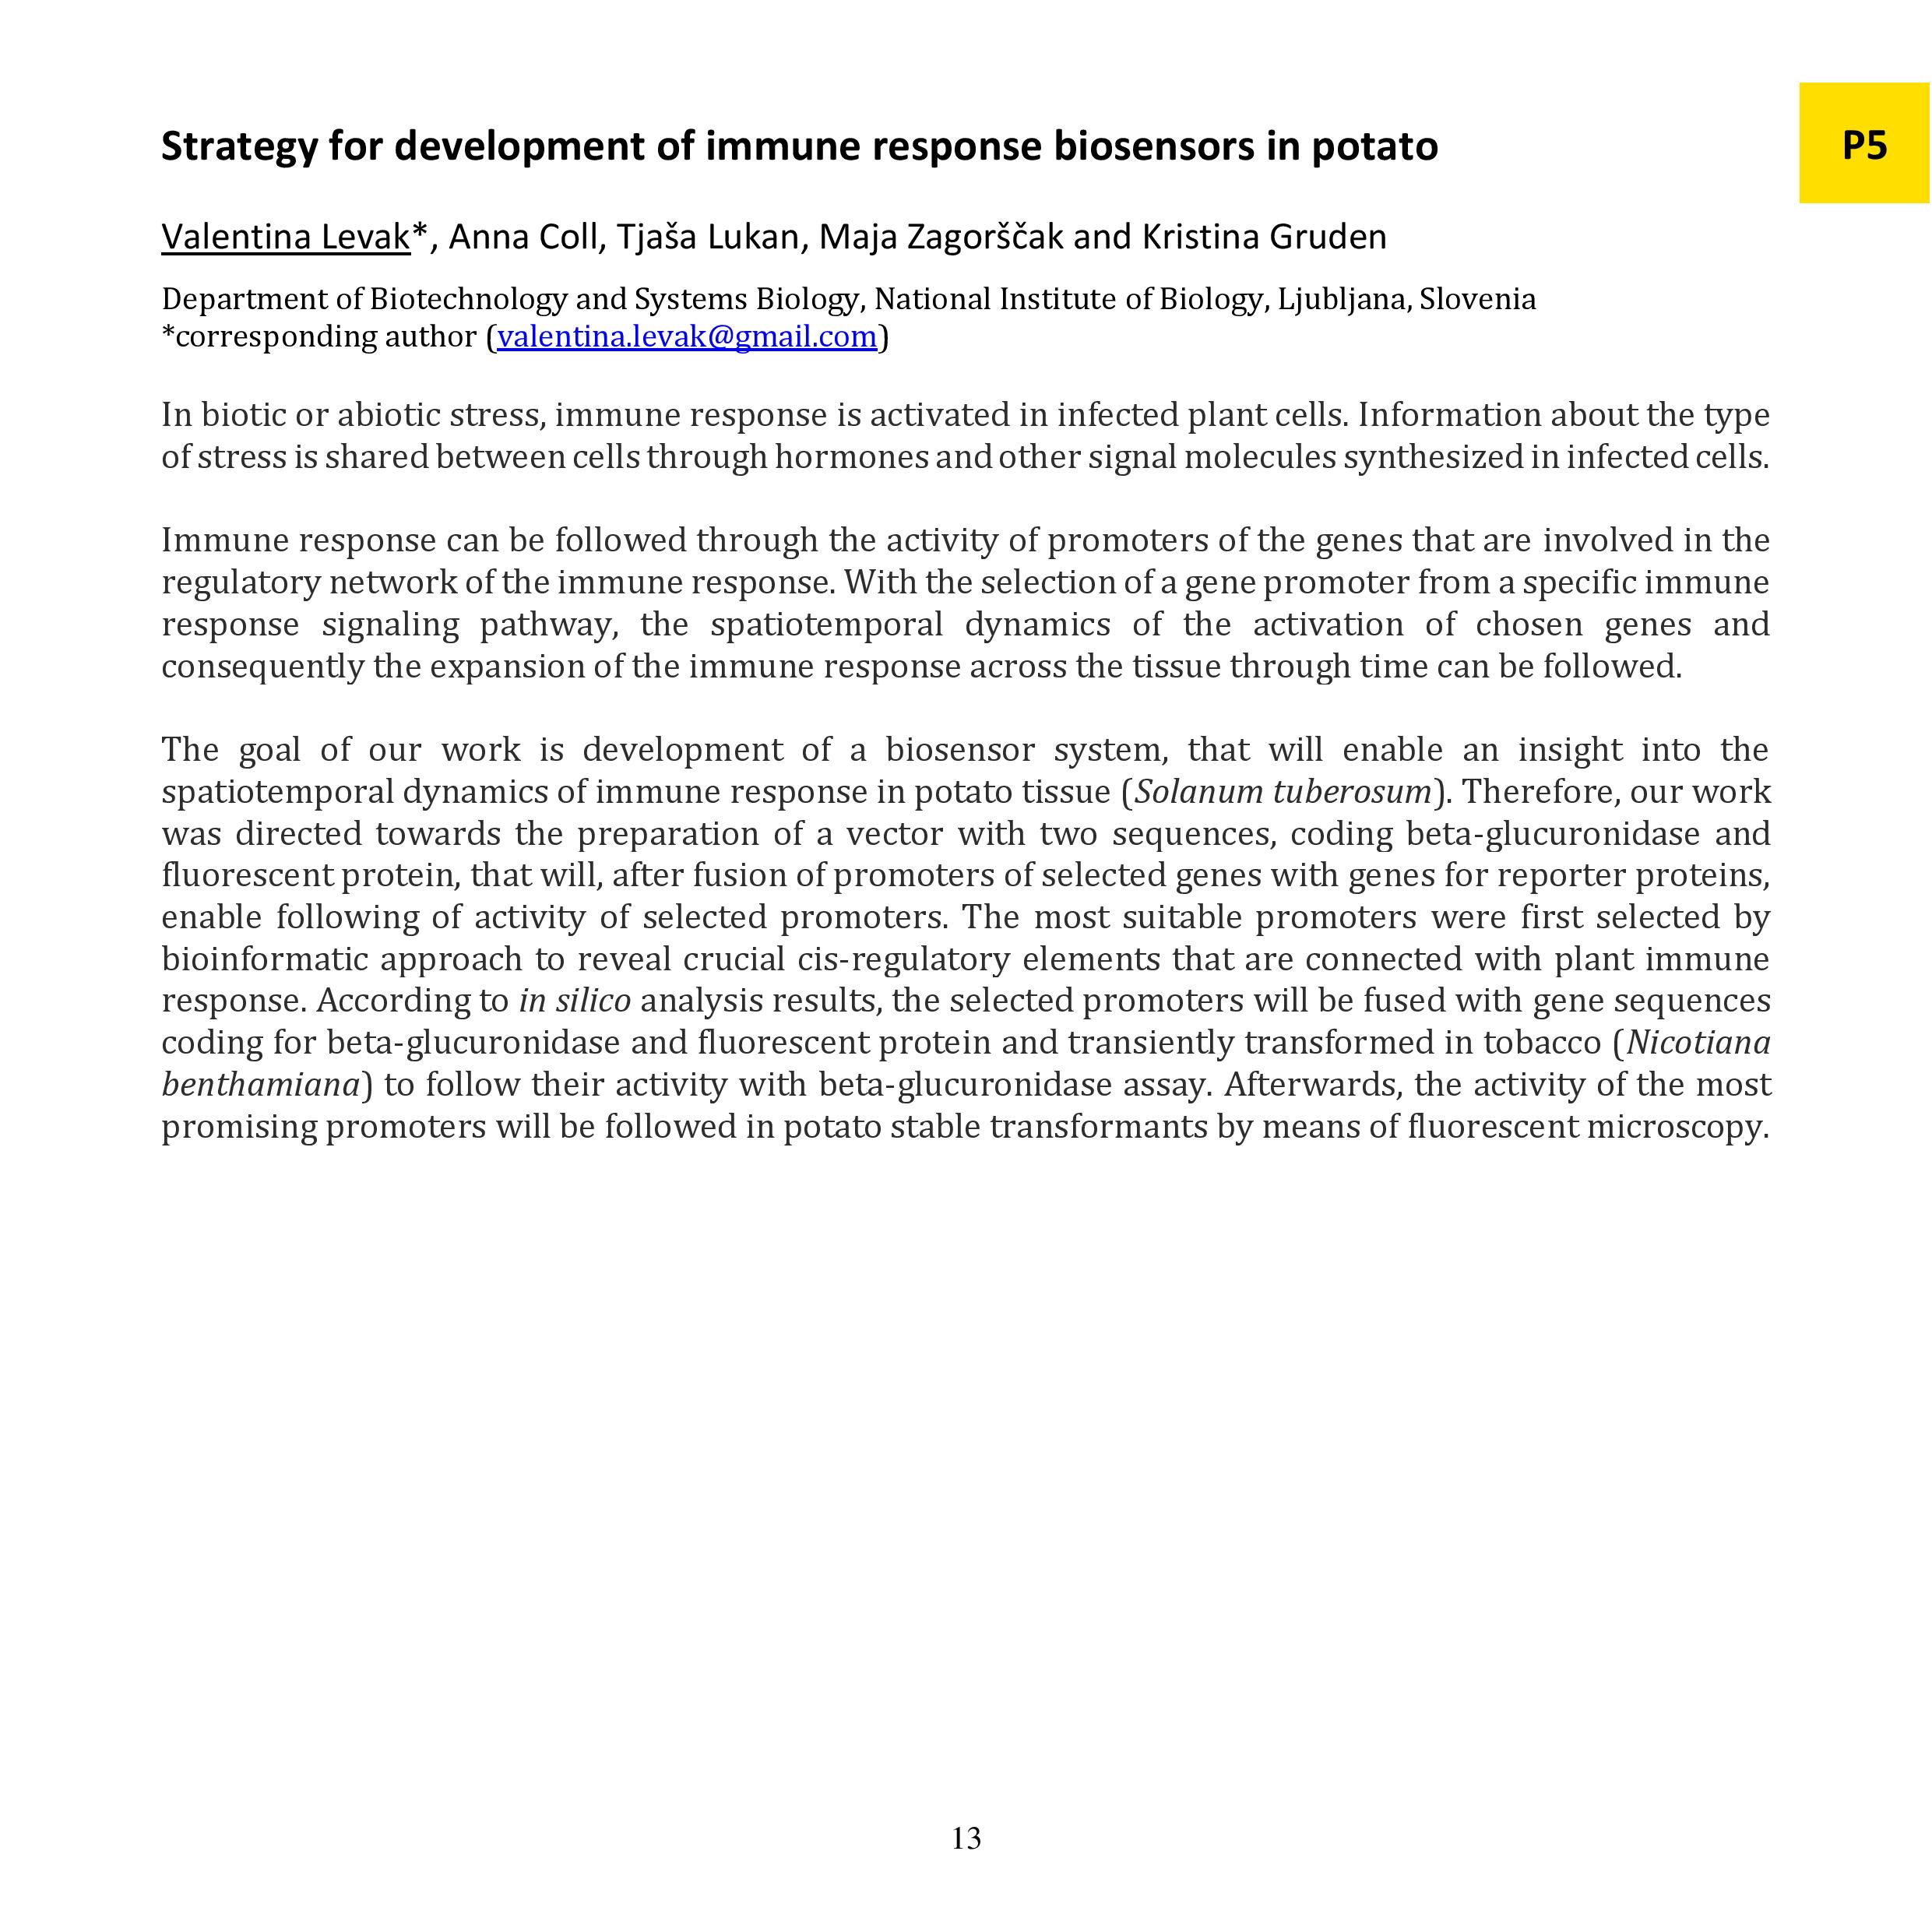 Strategy for development of immune response biosensors in potato
P5
Valentina Levak*, Anna Coll, Tjaša Lukan, Maja Zagorščak and Kristina Gruden
Department of Biotechnology and Systems Biology, National Institute of Biology, Ljubljana, Slovenia
*corresponding author (valentina.levak@gmail.com)
In biotic or abiotic stress, immune response is activated in infected plant cells. Information about the type
of stress is shared between cells through hormones and other signal molecules synthesized in infected cells.
Immune response can be followed through the activity of promoters of the genes that are involved in the
regulatory network of the immune response. With the selection of a gene promoter from a specific immune
response signaling pathway, the spatiotemporal dynamics of the activation of chosen genes and
consequently the expansion of the immune response across the tissue through time can be followed.
The goal of our work is development of a biosensor system, that will enable an insight into the
spatiotemporal dynamics of immune response in potato tissue (Solanum tuberosum). Therefore, our work
was directed towards the preparation of a vector with two sequences, coding beta-glucuronidase and
fluorescent protein, that will, after fusion of promoters of selected genes with genes for reporter proteins,
enable following of activity of selected promoters. The most suitable promoters were first selected by
bioinformatic approach to reveal crucial cis-regulatory elements that are connected with plant immune
response. According to in silico analysis results, the selected promoters will be fused with gene sequences
coding for beta-glucuronidase and fluorescent protein and transiently transformed in tobacco (Nicotiana
benthamiana) to follow their activity with beta-glucuronidase assay. Afterwards, the activity of the most
promising promoters will be followed in potato stable transformants by means of fluorescent microscopy.
13